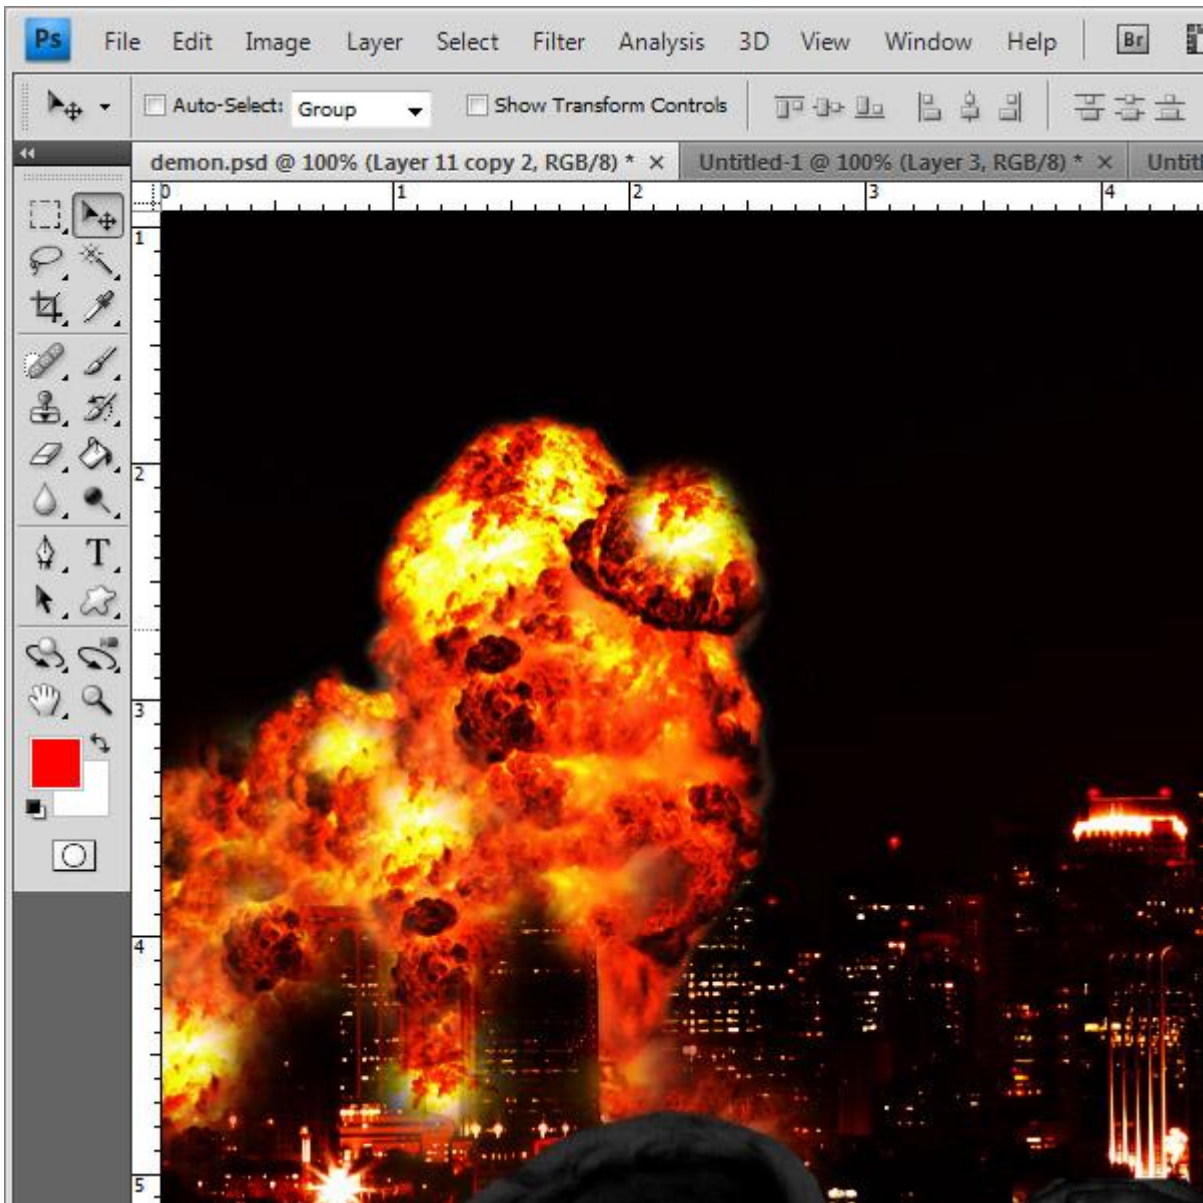 Ps File Edit Image Layer Select Filter Analysis 3D View Window Help Br
Auto-Select: Group Show Transform Controls
demon.psd @ 100% (Layer 11 copy 2, RGB/8) * × Untitled-1 @ 100% (Layer 3, RGB/8) * ×
0 1 2 3 4
1
2
T
3
4
5